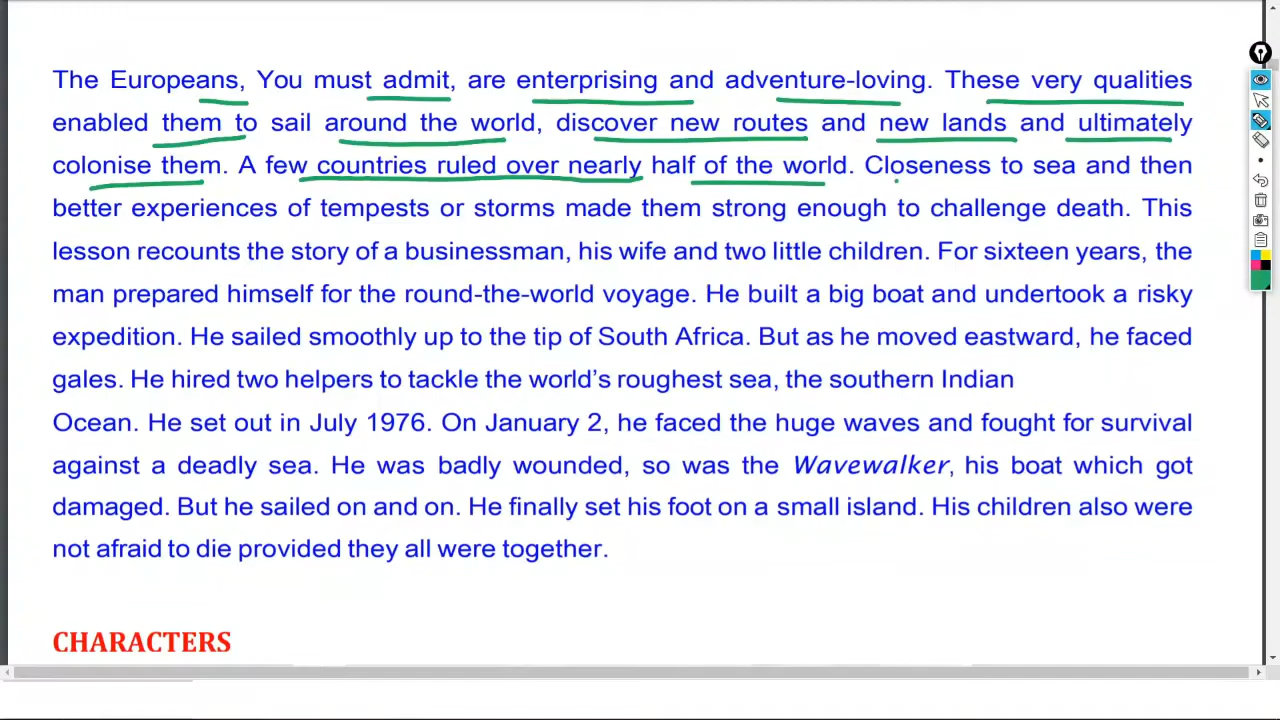 The Europeans, You must admit, are enterprising and adventure-loving. These very qualities
enabled them to sail around the world, discover new routes and new lands and ultimately
colonise them. A few countries ruled over nearly half of the world. Closeness to sea and then
better experiences of tempests or storms made them strong enough to challenge death. This
lesson recounts the story of a businessman, his wife and two little children. For sixteen years, the
man prepared himself for the round-the-world voyage. He built a big boat and undertook a risky
expedition. He sailed smoothly up to the tip of South Africa. But as he moved eastward, he faced
gales. He hired two helpers to tackle the world’s roughest sea, the southern Indian
Ocean. He set out in July 1976. On January 2, he faced the huge waves and fought for survival
against a deadly sea. He was badly wounded, so was the Wavewalker, his boat which got
damaged. But he sailed on and on. He finally set his foot on a small island. His children also were
not afraid to die provided they all were together.
CHARACTERS